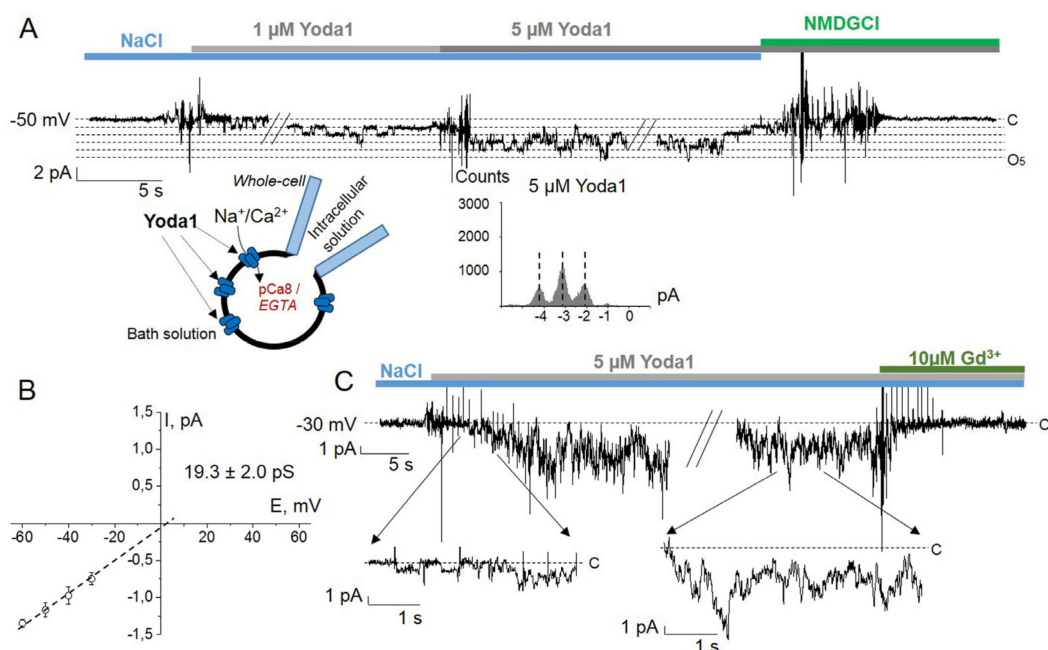 A
NaCl
1 µM Yoda1
5 µM Yoda1
NMDGCl
-50 mV
C
O₅
2 pA
5 s
Whole-cell
Yoda1
Na⁺/Ca²⁺
Intracellular
solution
pCa8 /
EGTA
Bath solution
Counts
5 µM Yoda1
3000
2000
1000
pA
-4 -3 -2 -1 0
B
I, pA
1,5
1,0
0,5
19.3 ± 2.0 pS
E, mV
-60 -40 -20 20 40 60
-0,5
-1,0
-1,5
C
NaCl
5 µM Yoda1
10µM Gd³⁺
-30 mV
C
1 pA
5 s
C
1 pA
1 s
C
1 pA
1 s